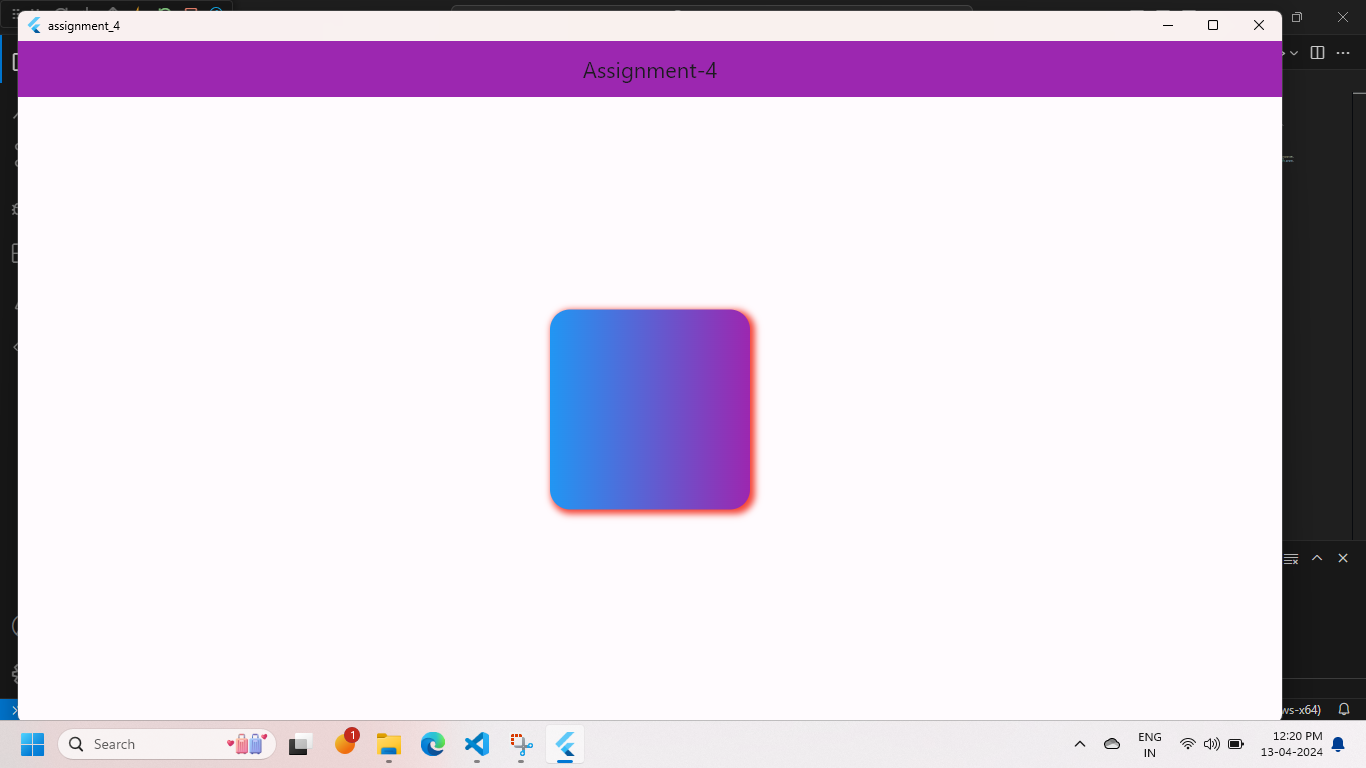 assignment_4
Assignment-4
ws-x64)
Search
1
ENG
IN
12:20 PM
13-04-2024